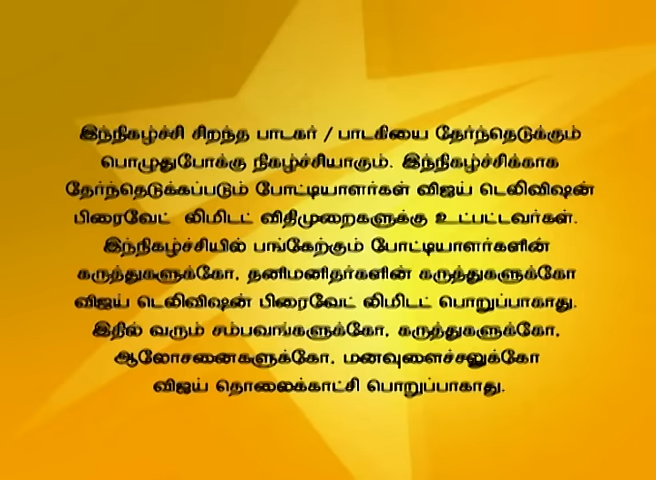 இந்நிகழ்ச்சி சிறந்த பாடகர் / பாடகியை தேர்ந்தெடுக்கும்
பொழுதுபோக்கு நிகழ்ச்சியாகும். இந்நிகழ்ச்சிக்காக
தேர்ந்தெடுக்கப்படும் போட்டியாளர்கள் விஜய் டெலிவிஷன்
பிரைவேட் லிமிடட் விதிமுறைகளுக்கு உட்பட்டவர்கள்.
இந்நிகழ்ச்சியில் பங்கேற்கும் போட்டியாளர்களின்
கருத்துகளுக்கோ, தனிமனிதர்களின் கருத்துகளுக்கோ
விஜய் டெலிவிஷன் பிரைவேட் லிமிடட் பொறுப்பாகாது.
இதில் வரும் சம்பவங்களுக்கோ, கருத்துகளுக்கோ,
ஆலோசனைகளுக்கோ, மனவுளைச்சலுக்கோ
விஜய் தொலைக்காட்சி பொறுப்பாகாது.